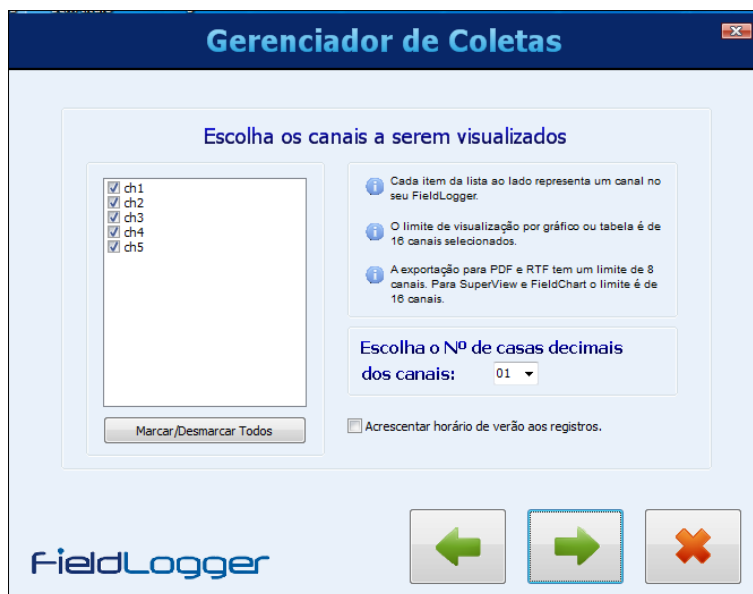 Gerenciador de Coletas
Escolha os canais a serem visualizados
ch1
ch2
ch3
ch4
ch5
Marcar/Desmarcar Todos
Cada item da lista ao lado representa um canal no
seu FieldLogger.
O limite de visualização por gráfico ou tabela é de
16 canais selecionados.
A exportação para PDF e RTF tem um limite de 8
canais. Para SuperView e FieldChart o limite é de
16 canais.
Escolha o Nº de casas decimais
dos canais: 01
Acrescentar horário de verão aos registros.
FieldLogger